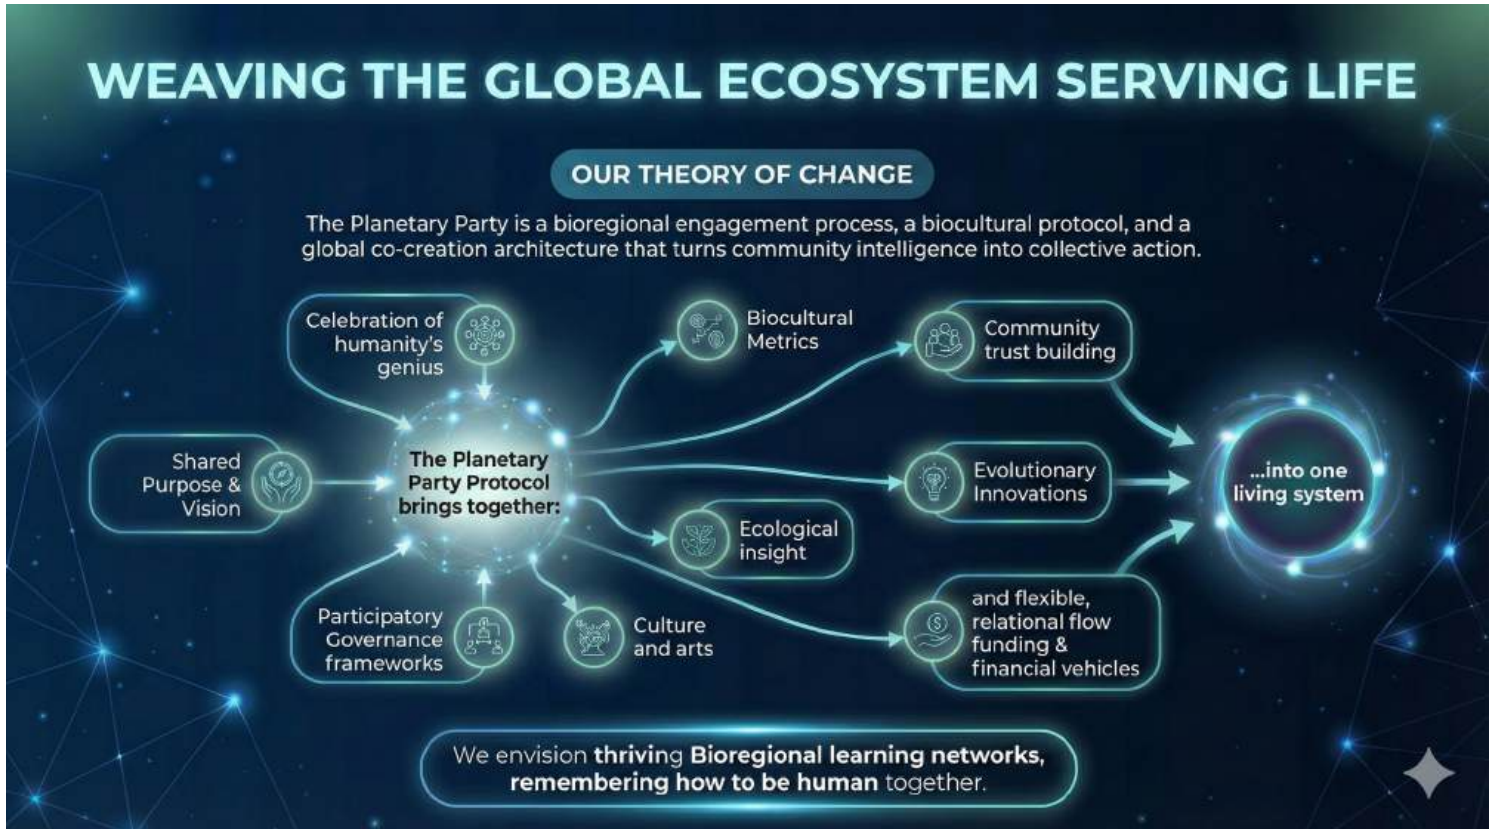 WEAVING THE GLOBAL ECOSYSTEM SERVING LIFE
OUR THEORY OF CHANGE
The Planetary Party is a bioregional engagement process, a biocultural protocol, and a
global co-creation architecture that turns community intelligence into collective action.
Celebration of
humanity's
genius
Shared
Purpose &
Vision
Participatory
Governance
frameworks
The Planetary
Party Protocol
brings together:
Biocultural
Metrics
Ecological
insight
Culture
and arts
Community
trust building
Evolutionary
Innovations
and flexible,
relational flow
funding &
financial vehicles
...into one
living system
We envision thriving Bioregional learning networks,
remembering how to be human together.